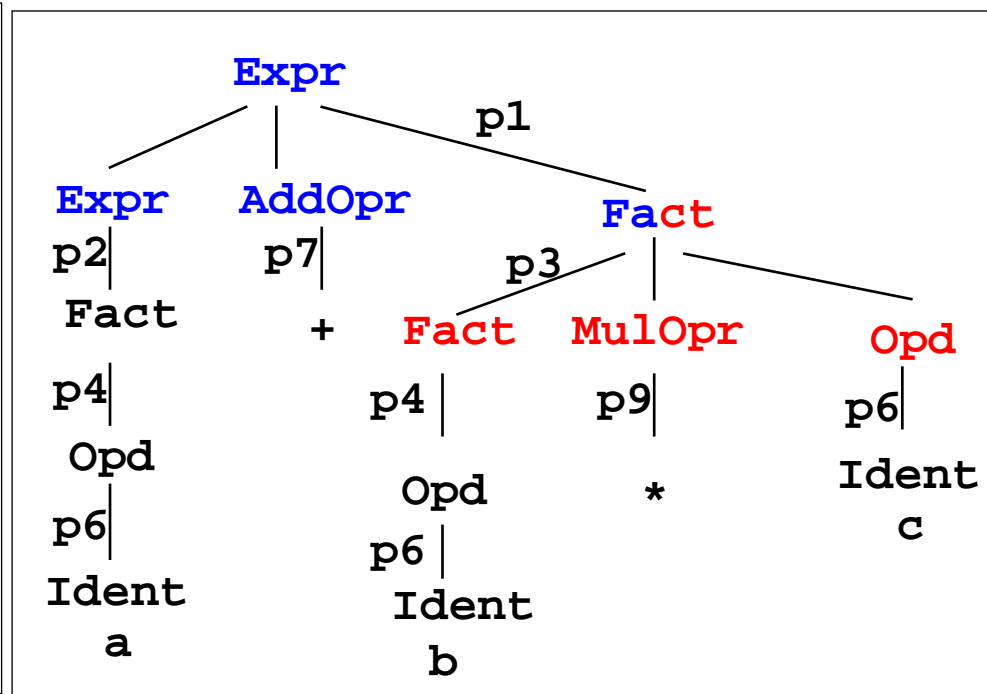 Expr
p1
Expr AddOpr Fact
p2 p7 p3
Fact + Fact MulOpr Opd
p4 p4 p9 p6
Opd Opd * Ident
c
p6 p6
Ident Ident
a b